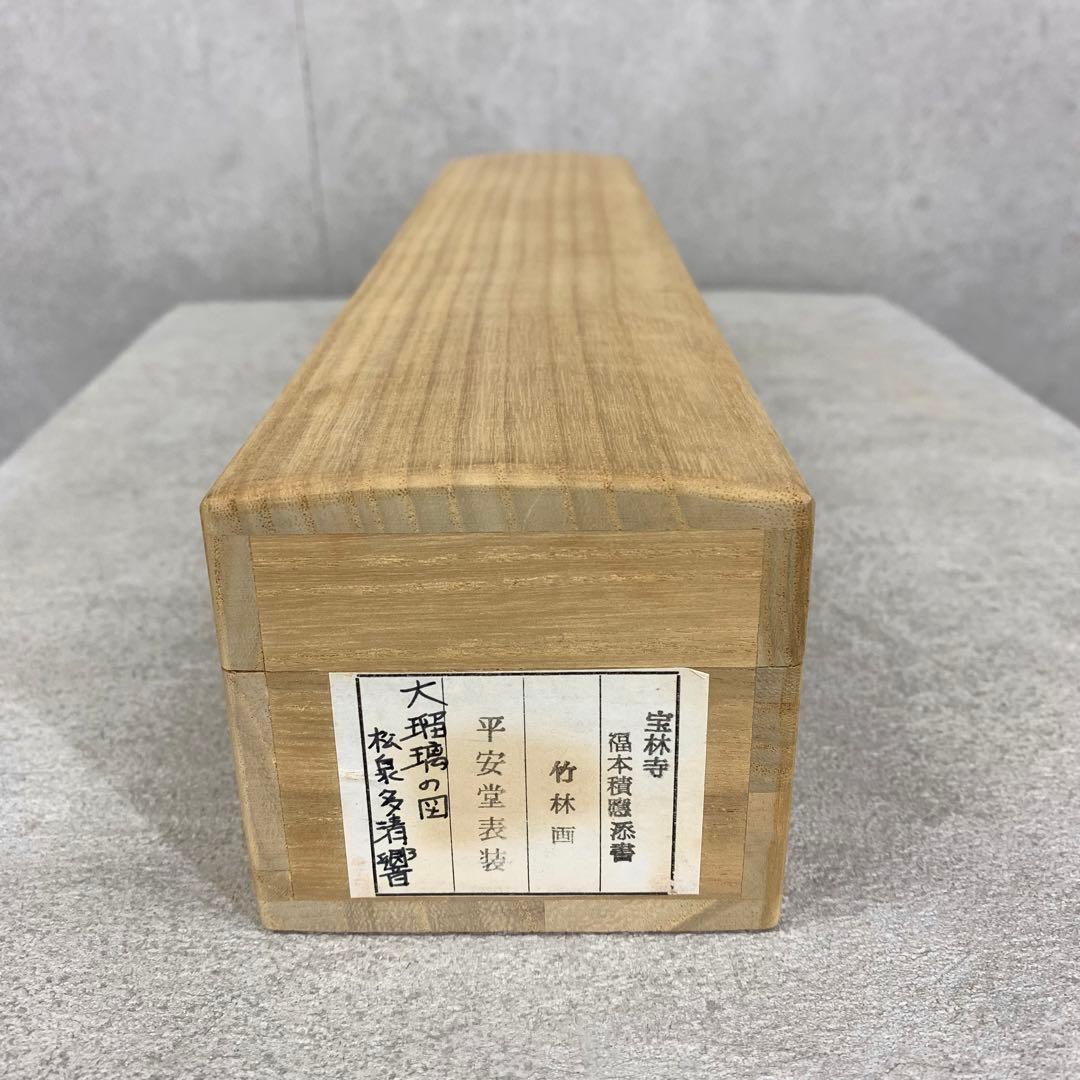 宝林寺
福本積應添書
竹林画
平安堂表装
大瑠璃の図
松泉多清響